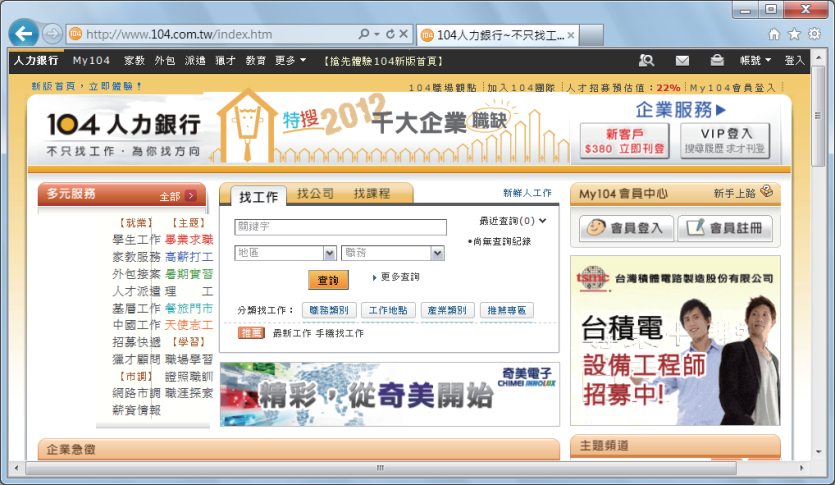 http://www.104.com.tw/index.htm
104人力銀行~不只找工...
人力銀行 My104 家教 外包 派遣 獵才 教育 更多 【搶先體驗104新版首頁】 帳號 登入
新版首頁，立即體驗！
104職場觀點 加入104團隊 人才招募預估值：22% My104會員登入
104 人力銀行
不只找工作・為你找方向
特搜 2012 千大企業 職缺
企業服務
新客戶
$380 立即刊登
VIP登入
搜尋履歷 求才刊登
多元服務 全部
【就業】 【主題】
學生工作 畢業求職
家教服務 高薪打工
外包接案 暑期實習
人才派遣 理 工
基層工作 餐旅門市
中國工作 天使志工
招募快遞 【學習】
獵才顧問 職場學習
【市調】 證照職訓
網路市調 職涯探索
薪資情報
找工作 找公司 找課程 新鮮人工作
關鍵字
最近查詢(0)
地區 職務
•尚無查詢紀錄
查詢 更多查詢
分類找工作： 職務類別 工作地點 產業類別 推薦專區
推薦 最新工作 手機找工作
精彩，從奇美開始
奇美電子
CHIMEI INNOLUX
My104會員中心 新手上路
會員登入 會員註冊
tsmc 台灣積體電路製造股份有限公司
台積電
設備工程師
招募中!
企業急徵
主題頻道